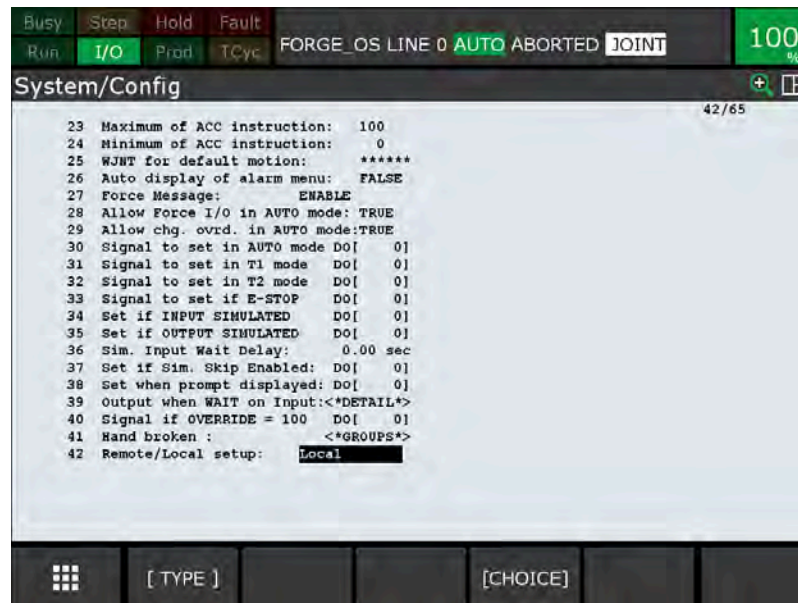 Busy Step Hold Fault
Run I/O Prod TCyc
FORGE_OS LINE 0 AUTO ABORTED JOINT
100
%
System/Config
42/65
23 Maximum of ACC instruction: 100
24 Minimum of ACC instruction: 0
25 WJNT for default motion: ******
26 Auto display of alarm menu: FALSE
27 Force Message: ENABLE
28 Allow Force I/O in AUTO mode: TRUE
29 Allow chg. ovrd. in AUTO mode:TRUE
30 Signal to set in AUTO mode DO[ 0]
31 Signal to set in T1 mode DO[ 0]
32 Signal to set in T2 mode DO[ 0]
33 Signal to set if E-STOP DO[ 0]
34 Set if INPUT SIMULATED DO[ 0]
35 Set if OUTPUT SIMULATED DO[ 0]
36 Sim. Input Wait Delay: 0.00 sec
37 Set if Sim. Skip Enabled: DO[ 0]
38 Set when prompt displayed: DO[ 0]
39 Output when WAIT on Input:<*DETAIL*>
40 Signal if OVERRIDE = 100 DO[ 0]
41 Hand broken : <*GROUPS*>
42 Remote/Local setup: Local
[ TYPE ] [CHOICE]